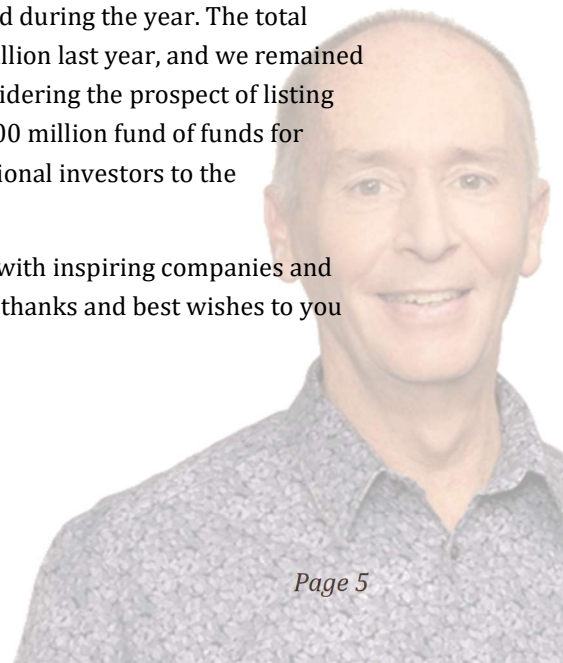 d during the year. The total
llion last year, and we remained
idering the prospect of listing
00 million fund of funds for
ional investors to the
with inspiring companies and
thanks and best wishes to you
Page 5